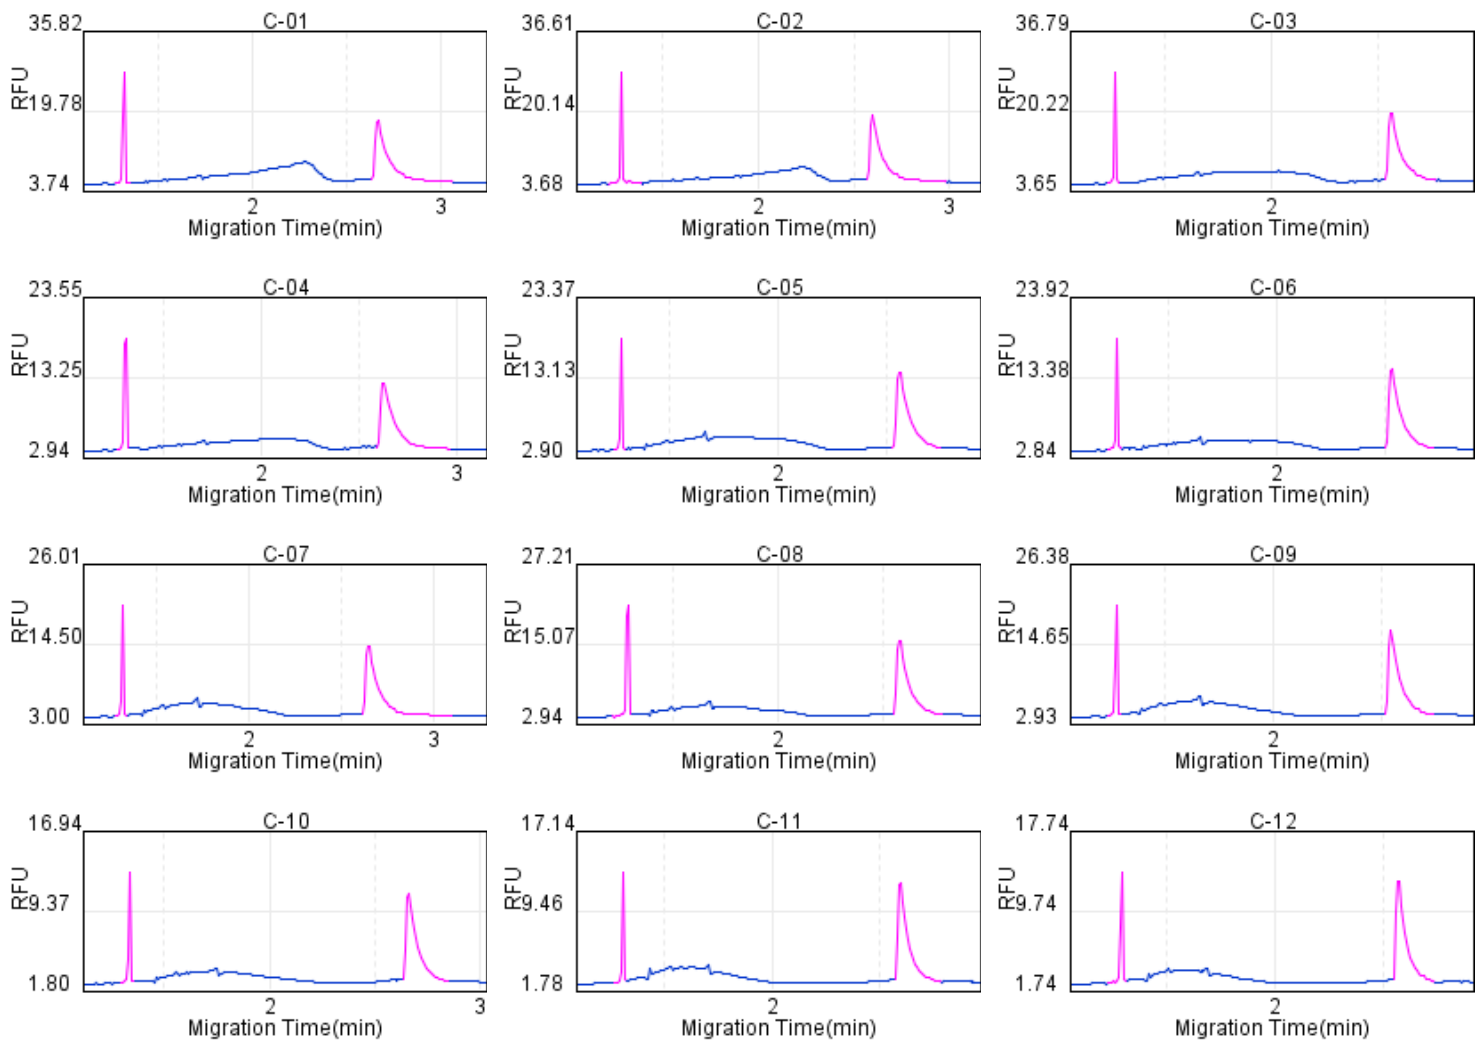 C-01
35.82
RFU
19.78
3.74
2
3
Migration Time(min)
C-02
36.61
RFU
20.14
3.68
2
3
Migration Time(min)
C-03
36.79
RFU
20.22
3.65
2
Migration Time(min)
C-04
23.55
RFU
13.25
2.94
2
3
Migration Time(min)
C-05
23.37
RFU
13.13
2.90
2
Migration Time(min)
C-06
23.92
RFU
13.38
2.84
2
Migration Time(min)
C-07
26.01
RFU
14.50
3.00
2
3
Migration Time(min)
C-08
27.21
RFU
15.07
2.94
2
Migration Time(min)
C-09
26.38
RFU
14.65
2.93
2
Migration Time(min)
C-10
16.94
RFU
9.37
1.80
2
3
Migration Time(min)
C-11
17.14
RFU
9.46
1.78
2
Migration Time(min)
C-12
17.74
RFU
9.74
1.74
2
Migration Time(min)